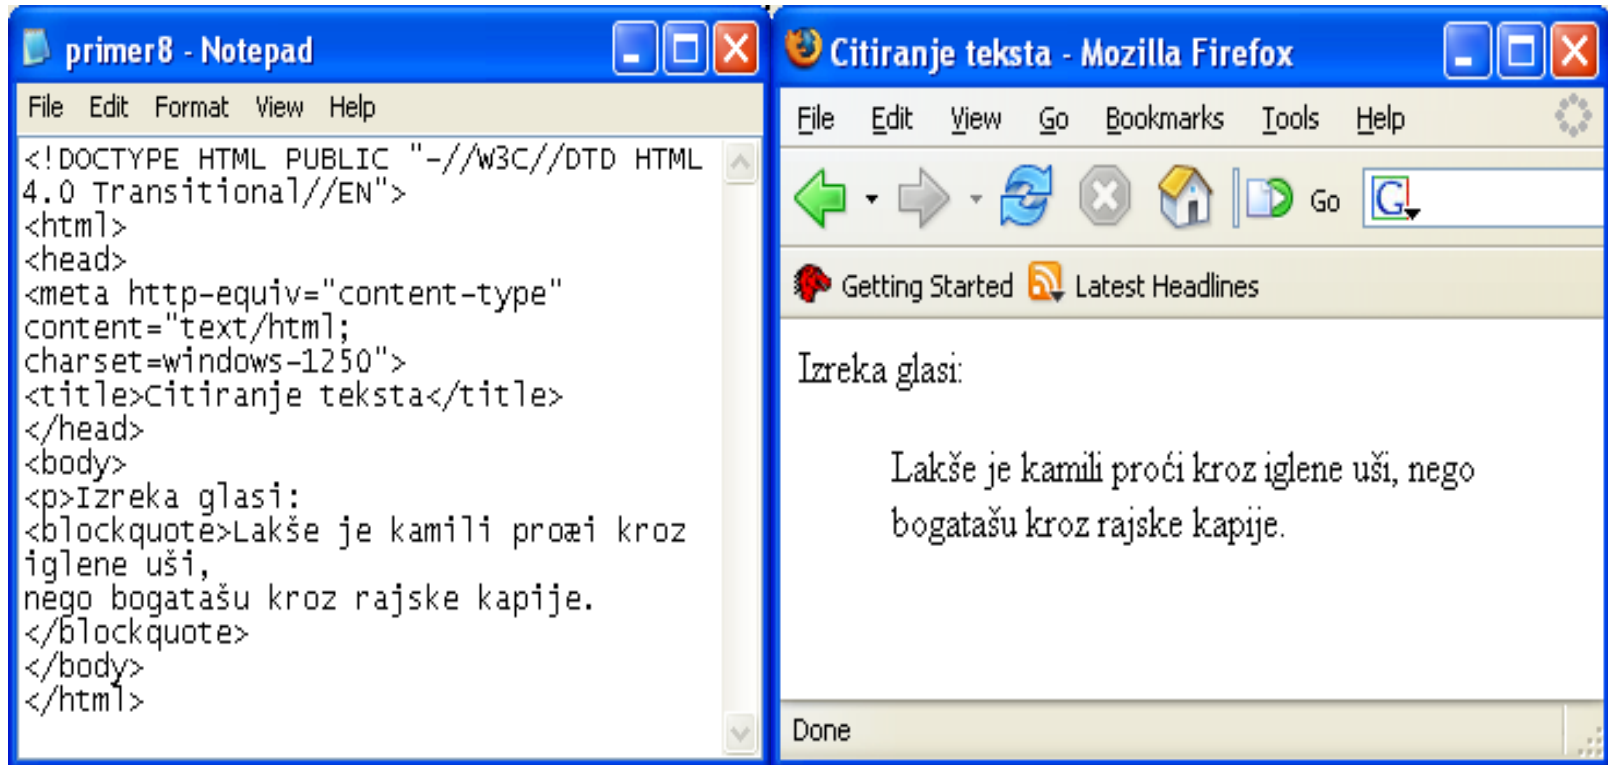 primer8 - Notepad
File Edit Format View Help
<!DOCTYPE HTML PUBLIC "-//W3C//DTD HTML
4.0 Transitional//EN">
<html>
<head>
<meta http-equiv="content-type"
content="text/html;
charset=windows-1250">
<title>Citiranje teksta</title>
</head>
<body>
<p>Izreka glasi:
<blockquote>Lakše je kamili proæi kroz
iglene uši,
nego bogatašu kroz rajske kapije.
</blockquote>
</body>
</html>
Citiranje teksta - Mozilla Firefox
File Edit View Go Bookmarks Tools Help
Go G
Getting Started Latest Headlines
Izreka glasi:
Lakše je kamili proći kroz iglene uši, nego
bogatašu kroz rajske kapije.
Done